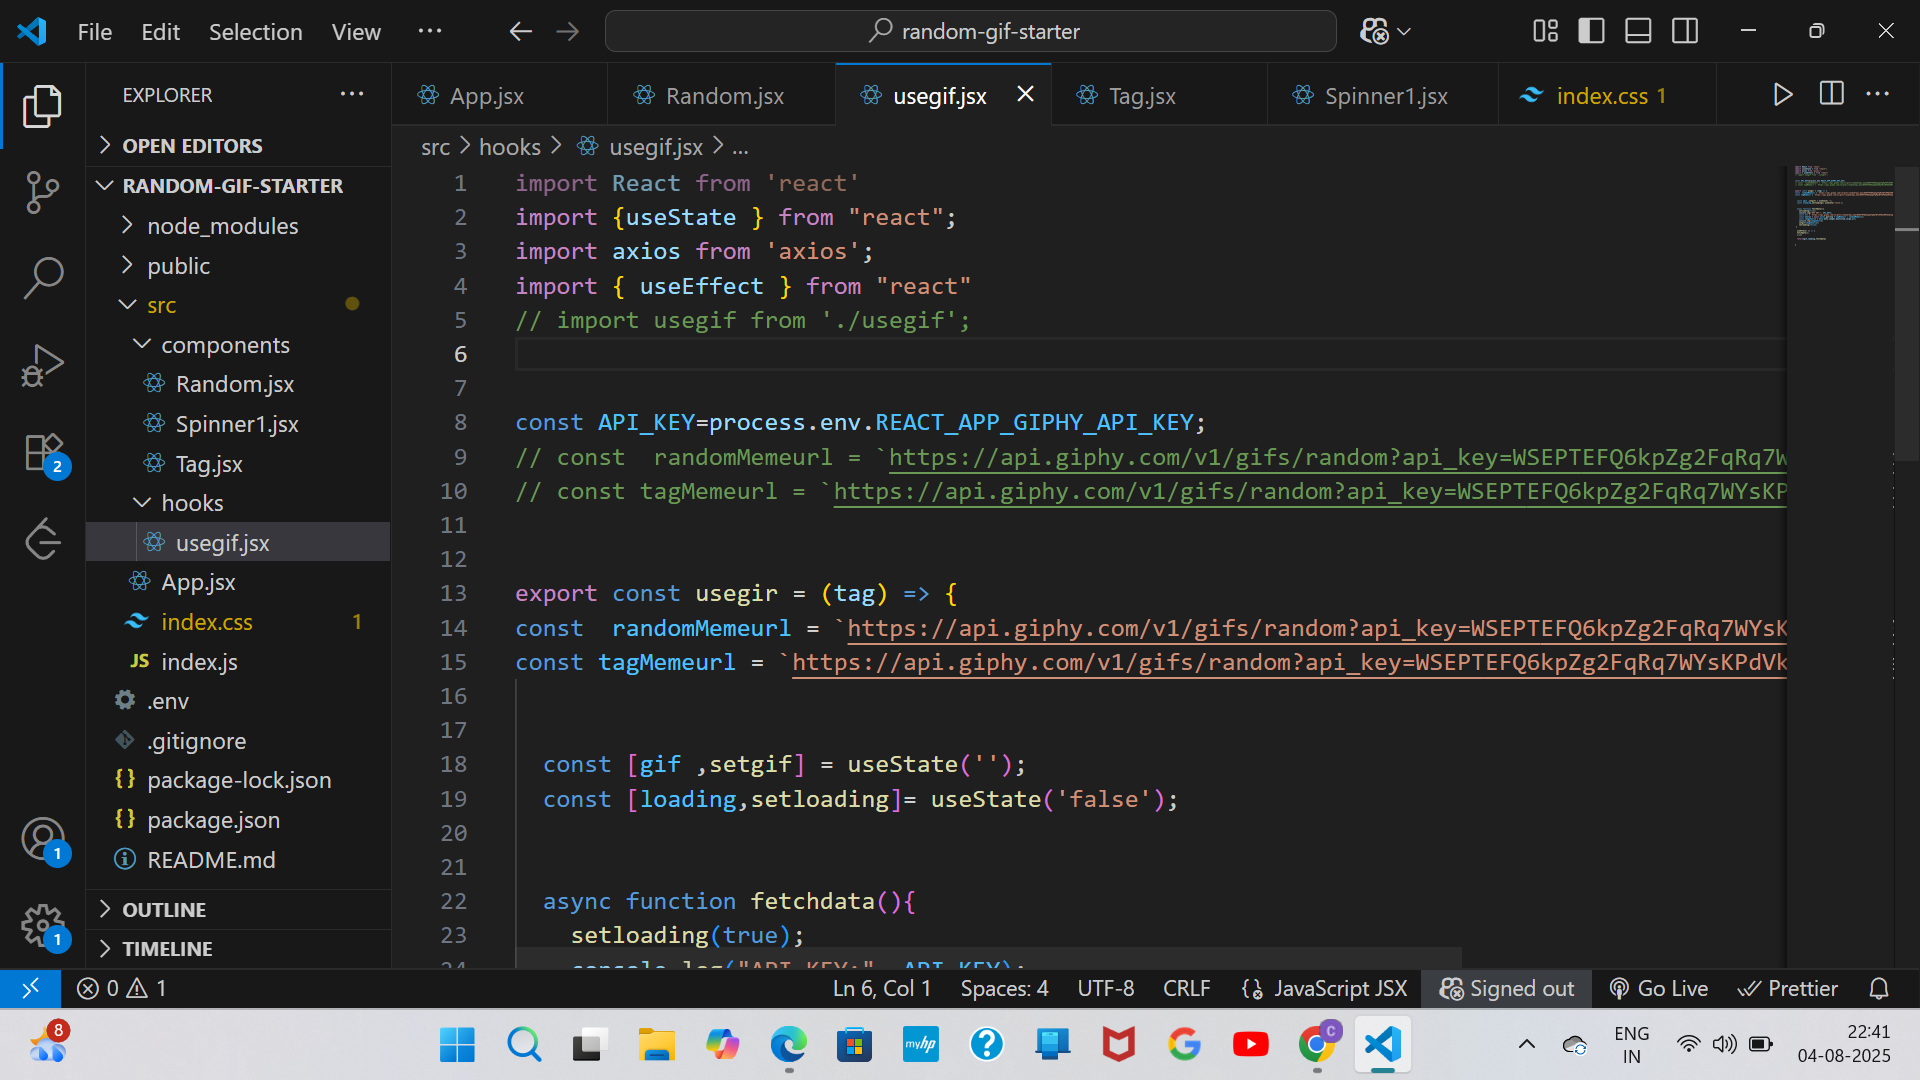 File Edit Selection View ··· random-gif-starter
EXPLORER ···
OPEN EDITORS
RANDOM-GIF-STARTER
node_modules
public
src
components
Random.jsx
Spinner1.jsx
Tag.jsx
hooks
usegif.jsx
App.jsx
index.css 1
JS index.js
.env
.gitignore
{} package-lock.json
{} package.json
README.md
OUTLINE
TIMELINE
2
1
1
App.jsx Random.jsx usegif.jsx Tag.jsx Spinner1.jsx index.css 1
src > hooks > usegif.jsx > ...
1 import React from 'react'
2 import {useState } from "react";
3 import axios from 'axios';
4 import { useEffect } from "react"
5 // import usegif from './usegif';
6
7
8 const API_KEY=process.env.REACT_APP_GIPHY_API_KEY;
9 // const  randomMemeurl = `https://api.giphy.com/v1/gifs/random?api_key=WSEPTEFQ6kpZg2FqRq7W
10 // const tagMemeurl = `https://api.giphy.com/v1/gifs/random?api_key=WSEPTEFQ6kpZg2FqRq7WYsKP
11
12
13 export const usegir = (tag) => {
14 const  randomMemeurl = `https://api.giphy.com/v1/gifs/random?api_key=WSEPTEFQ6kpZg2FqRq7WYsK
15 const tagMemeurl = `https://api.giphy.com/v1/gifs/random?api_key=WSEPTEFQ6kpZg2FqRq7WYsKPdVk
16
17
18 const [gif ,setgif] = useState('');
19 const [loading,setloading]= useState('false');
20
21
22 async function fetchdata(){
23 setloading(true);
24 console.log("API KEY:", API_KEY);
0 1 Ln 6, Col 1 Spaces: 4 UTF-8 CRLF {} JavaScript JSX Signed out Go Live Prettier
8 myhp C ENG IN 22:41 04-08-2025